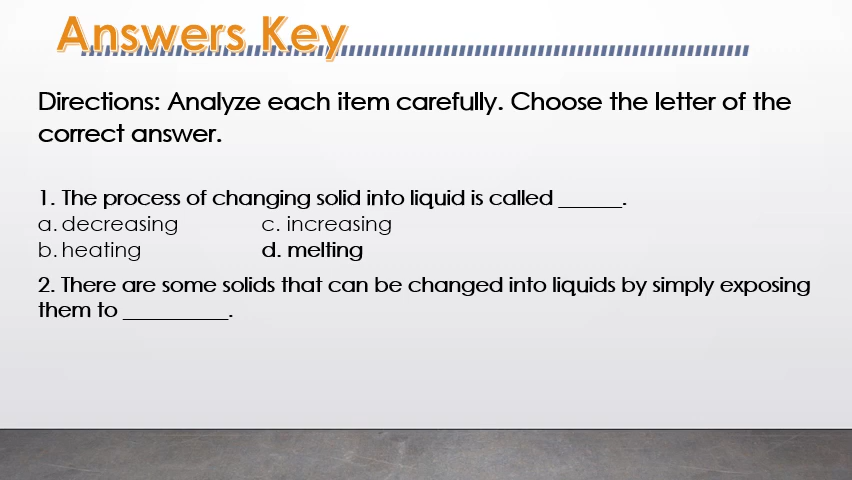 Answers Key
Directions: Analyze each item carefully. Choose the letter of the
correct answer.
1. The process of changing solid into liquid is called ______.
a. decreasing c. increasing
b. heating d. melting
2. There are some solids that can be changed into liquids by simply exposing
them to __________.